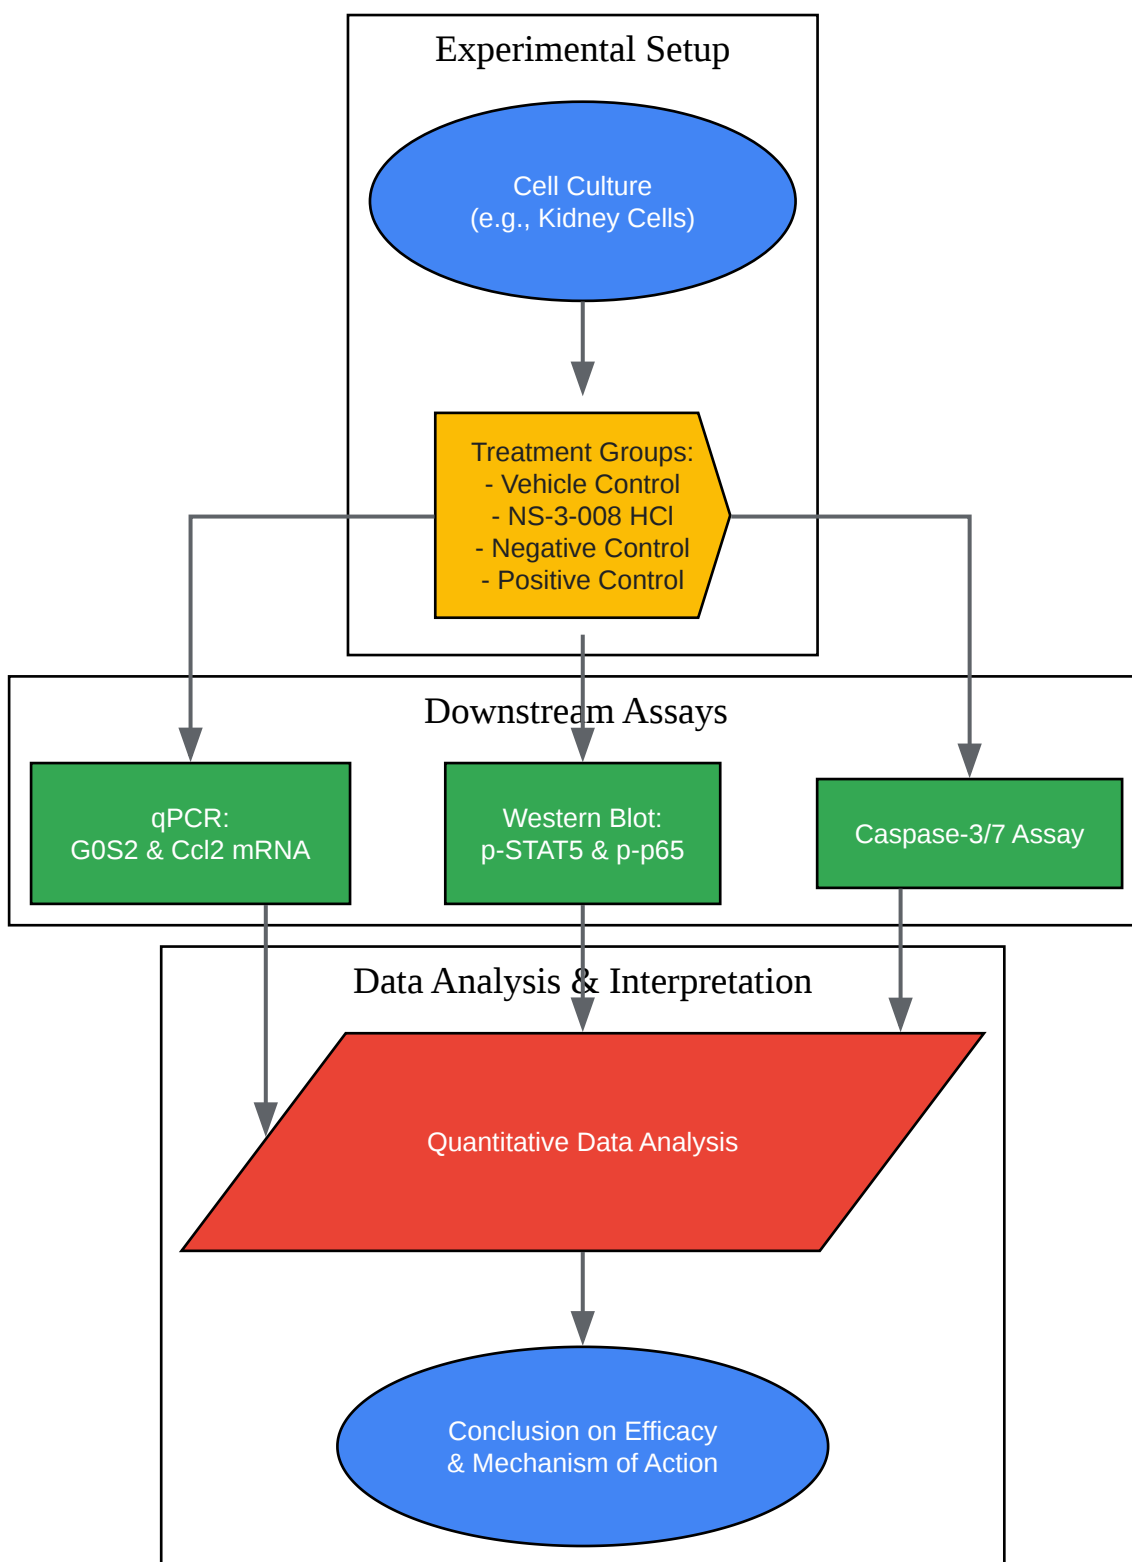 Experimental Setup
Cell Culture
(e.g., Kidney Cells)
Treatment Groups:
- Vehicle Control
- NS-3-008 HCl
- Negative Control
- Positive Control
Downstream Assays
qPCR:
G0S2 & Ccl2 mRNA
Western Blot:
p-STAT5 & p-p65
Caspase-3/7 Assay
Data Analysis & Interpretation
Quantitative Data Analysis
Conclusion on Efficacy
& Mechanism of Action